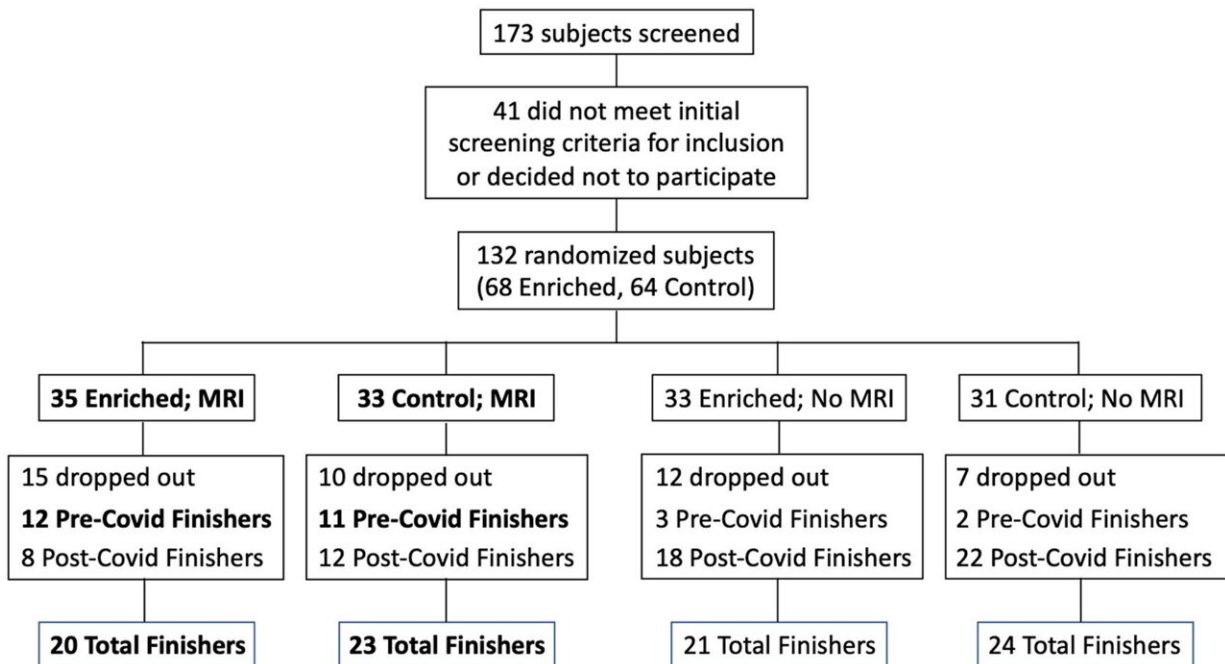 173 subjects screened
41 did not meet initial
screening criteria for inclusion
or decided not to participate
132 randomized subjects
(68 Enriched, 64 Control)
35 Enriched; MRI
33 Control; MRI
33 Enriched; No MRI
31 Control; No MRI
15 dropped out
12 Pre-Covid Finishers
8 Post-Covid Finishers
10 dropped out
11 Pre-Covid Finishers
12 Post-Covid Finishers
12 dropped out
3 Pre-Covid Finishers
18 Post-Covid Finishers
7 dropped out
2 Pre-Covid Finishers
22 Post-Covid Finishers
20 Total Finishers
23 Total Finishers
21 Total Finishers
24 Total Finishers